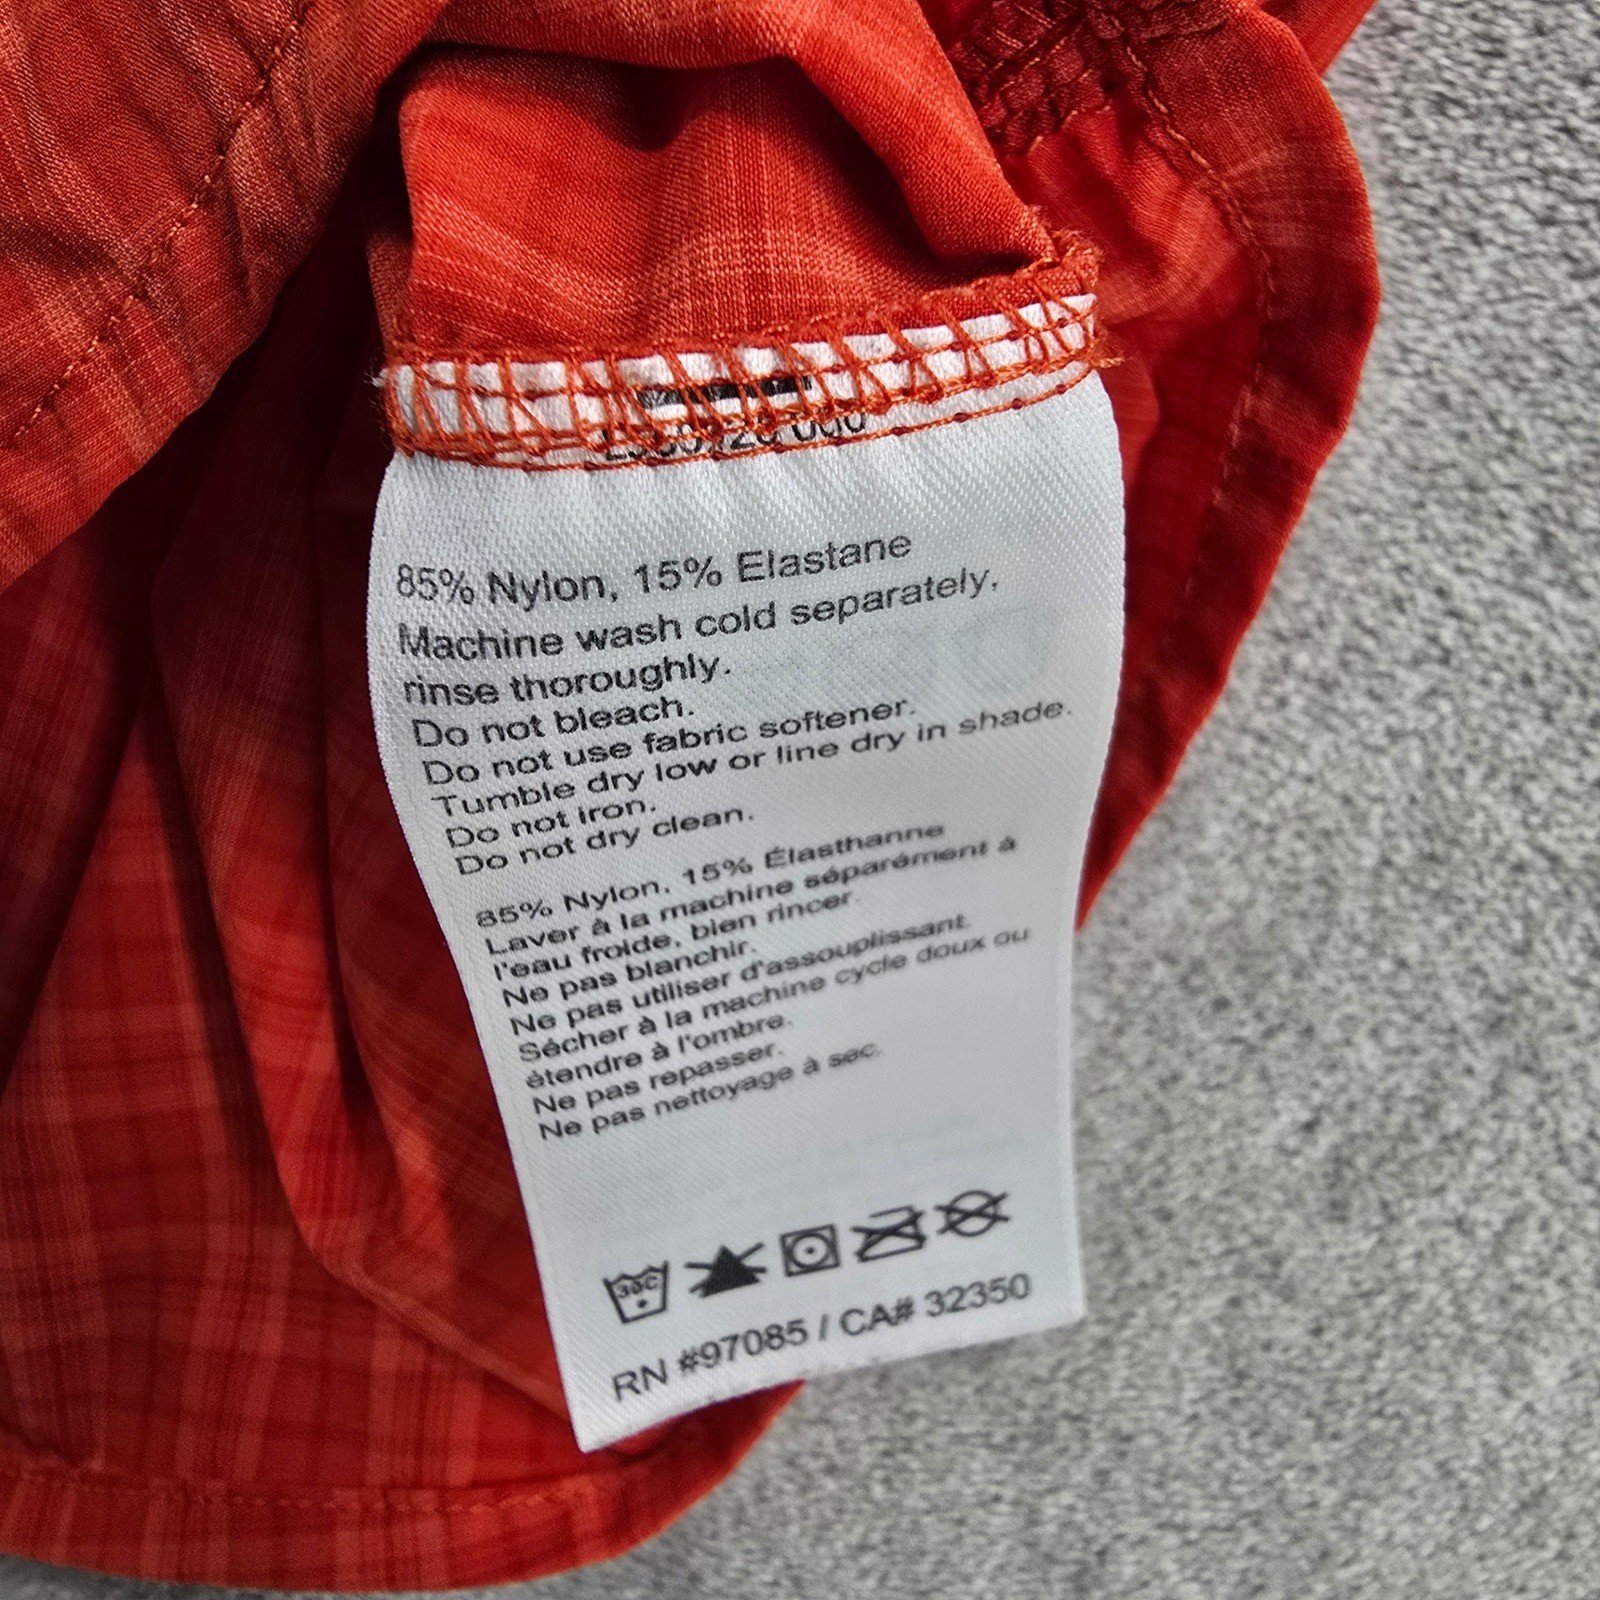 85% Nylon, 15% Elastane
Machine wash cold separately,
rinse thoroughly.
Do not bleach.
Do not use fabric softener.
Tumble dry low or line dry in shade.
Do not iron.
Do not dry clean.
85% Nylon, 15% Élasthanne
Laver à la machine séparément à
l'eau froide, bien rincer.
Ne pas blanchir.
Ne pas utiliser d'assouplissant.
Sécher à la machine cycle doux ou
étendre à l'ombre.
Ne pas repasser.
Ne pas nettoyage à sec.
30C
RN #97085 / CA# 32350